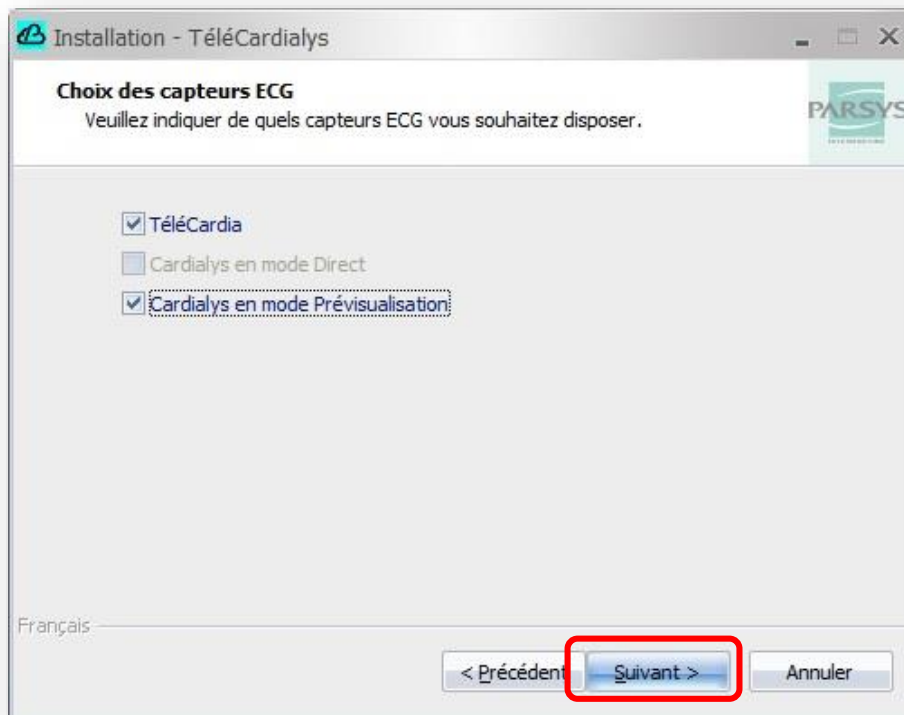 Installation - TéléCardialys
Choix des capteurs ECG
Veuillez indiquer de quels capteurs ECG vous souhaitez disposer.
PARSYS
TéléCardia
Cardialys en mode Direct
Cardialys en mode Prévisualisation
Français
< Précédent
Suivant >
Annuler